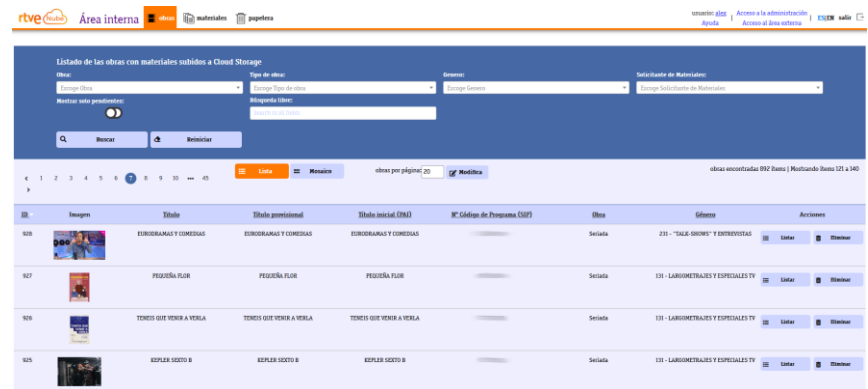 rtve Nube Área interna obras materiales papelera usuario: alex Ayuda | Acceso a la administración Acceso al área externa | ES|EN salir
Listado de las obras con materiales subidos a Cloud Storage
Obra: Tipo de obra: Genero: Solicitante de Materiales:
Escoge Obra Escoge Tipo de obra Escoge Genero Escoge Solicitante de Materiales
Mostrar solo pendientes: Búsqueda libre:
Buscar Reiniciar
« 1 2 3 4 5 6 7 8 9 10 ••• 45 Lista Mosaico obras por página: 20 Modifica obras encontradas 892 ítems | Mostrando ítems 121 a 140
»
ID Imagen Título Título provisional Título inicial (PAI) Nº Código de Programa (SIP) Obra Género Acciones
928 EURODRAMAS Y COMEDIAS EURODRAMAS Y COMEDIAS EURODRAMAS Y COMEDIAS Seriada 231 - "TALK-SHOWS" Y ENTREVISTAS Listar Eliminar
927 PEQUEÑA FLOR PEQUEÑA FLOR PEQUEÑA FLOR Seriada 131 - LARGOMETRAJES Y ESPECIALES TV Listar Eliminar
926 TENEIS QUE VENIR A VERLA TENEIS QUE VENIR A VERLA TENEIS QUE VENIR A VERLA Seriada 131 - LARGOMETRAJES Y ESPECIALES TV Listar Eliminar
925 KEPLER SEXTO B KEPLER SEXTO B KEPLER SEXTO B Seriada 131 - LARGOMETRAJES Y ESPECIALES TV Listar Eliminar